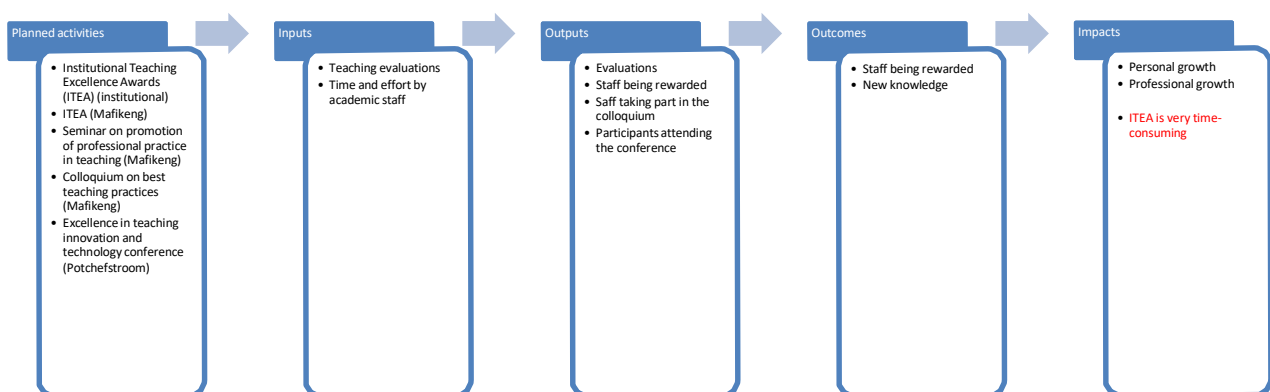 Planned activities
• Institutional Teaching
Excellence Awards
(ITEA) (institutional)
• ITEA (Mafikeng)
• Seminar on promotion
of professional practice
in teaching (Mafikeng)
• Colloquium on best
teaching practices
(Mafikeng)
• Excellence in teaching
innovation and
technology conference
(Potchefstroom)
Inputs
• Teaching evaluations
• Time and effort by
academic staff
Outputs
• Evaluations
• Staff being rewarded
• Saff taking part in the
colloquium
• Participants attending
the conference
Outcomes
• Staff being rewarded
• New knowledge
Impacts
• Personal growth
• Professional growth
• ITEA is very time-
consuming